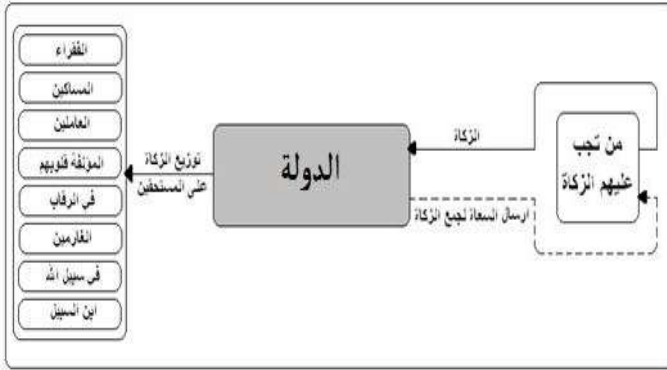 من تجب
عليهم الزكاة
الزكاة
ارسال السعاة لجمع الزكاة
الدولة
توزيع الزكاة
على المستحقين
الفقراء
المساكين
العاملين
المؤلفة قلوبهم
في الرقاب
الغارمين
في سبيل الله
ابن السبيل